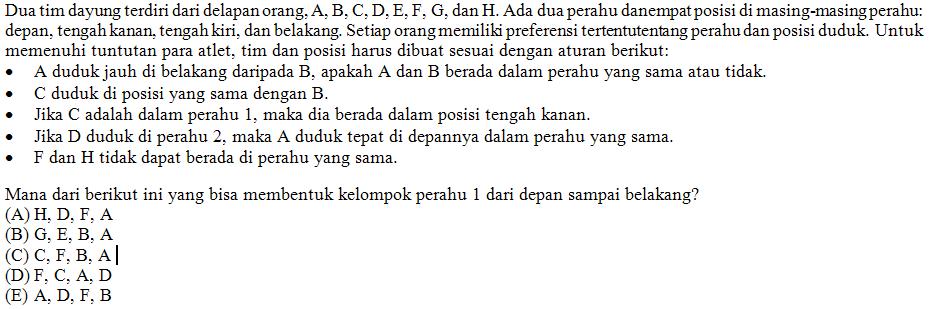 Dua tim dayung terdiri dari delapan orang, A, B, C, D, E, F, G, dan H. Ada dua perahu danempat posisi di masing-masing perahu:
depan, tengah kanan, tengah kiri, dan belakang. Setiap orang memiliki preferensi tertentutentang perahu dan posisi duduk. Untuk
memenuhi tuntutan para atlet, tim dan posisi harus dibuat sesuai dengan aturan berikut:
• A duduk jauh di belakang daripada B, apakah A dan B berada dalam perahu yang sama atau tidak.
• C duduk di posisi yang sama dengan B.
• Jika C adalah dalam perahu 1, maka dia berada dalam posisi tengah kanan.
• Jika D duduk di perahu 2, maka A duduk tepat di depannya dalam perahu yang sama.
• F dan H tidak dapat berada di perahu yang sama.
Mana dari berikut ini yang bisa membentuk kelompok perahu 1 dari depan sampai belakang?
(A) H, D, F, A
(B) G, E, B, A
(C) C, F, B, A
(D) F, C, A, D
(E) A, D, F, B